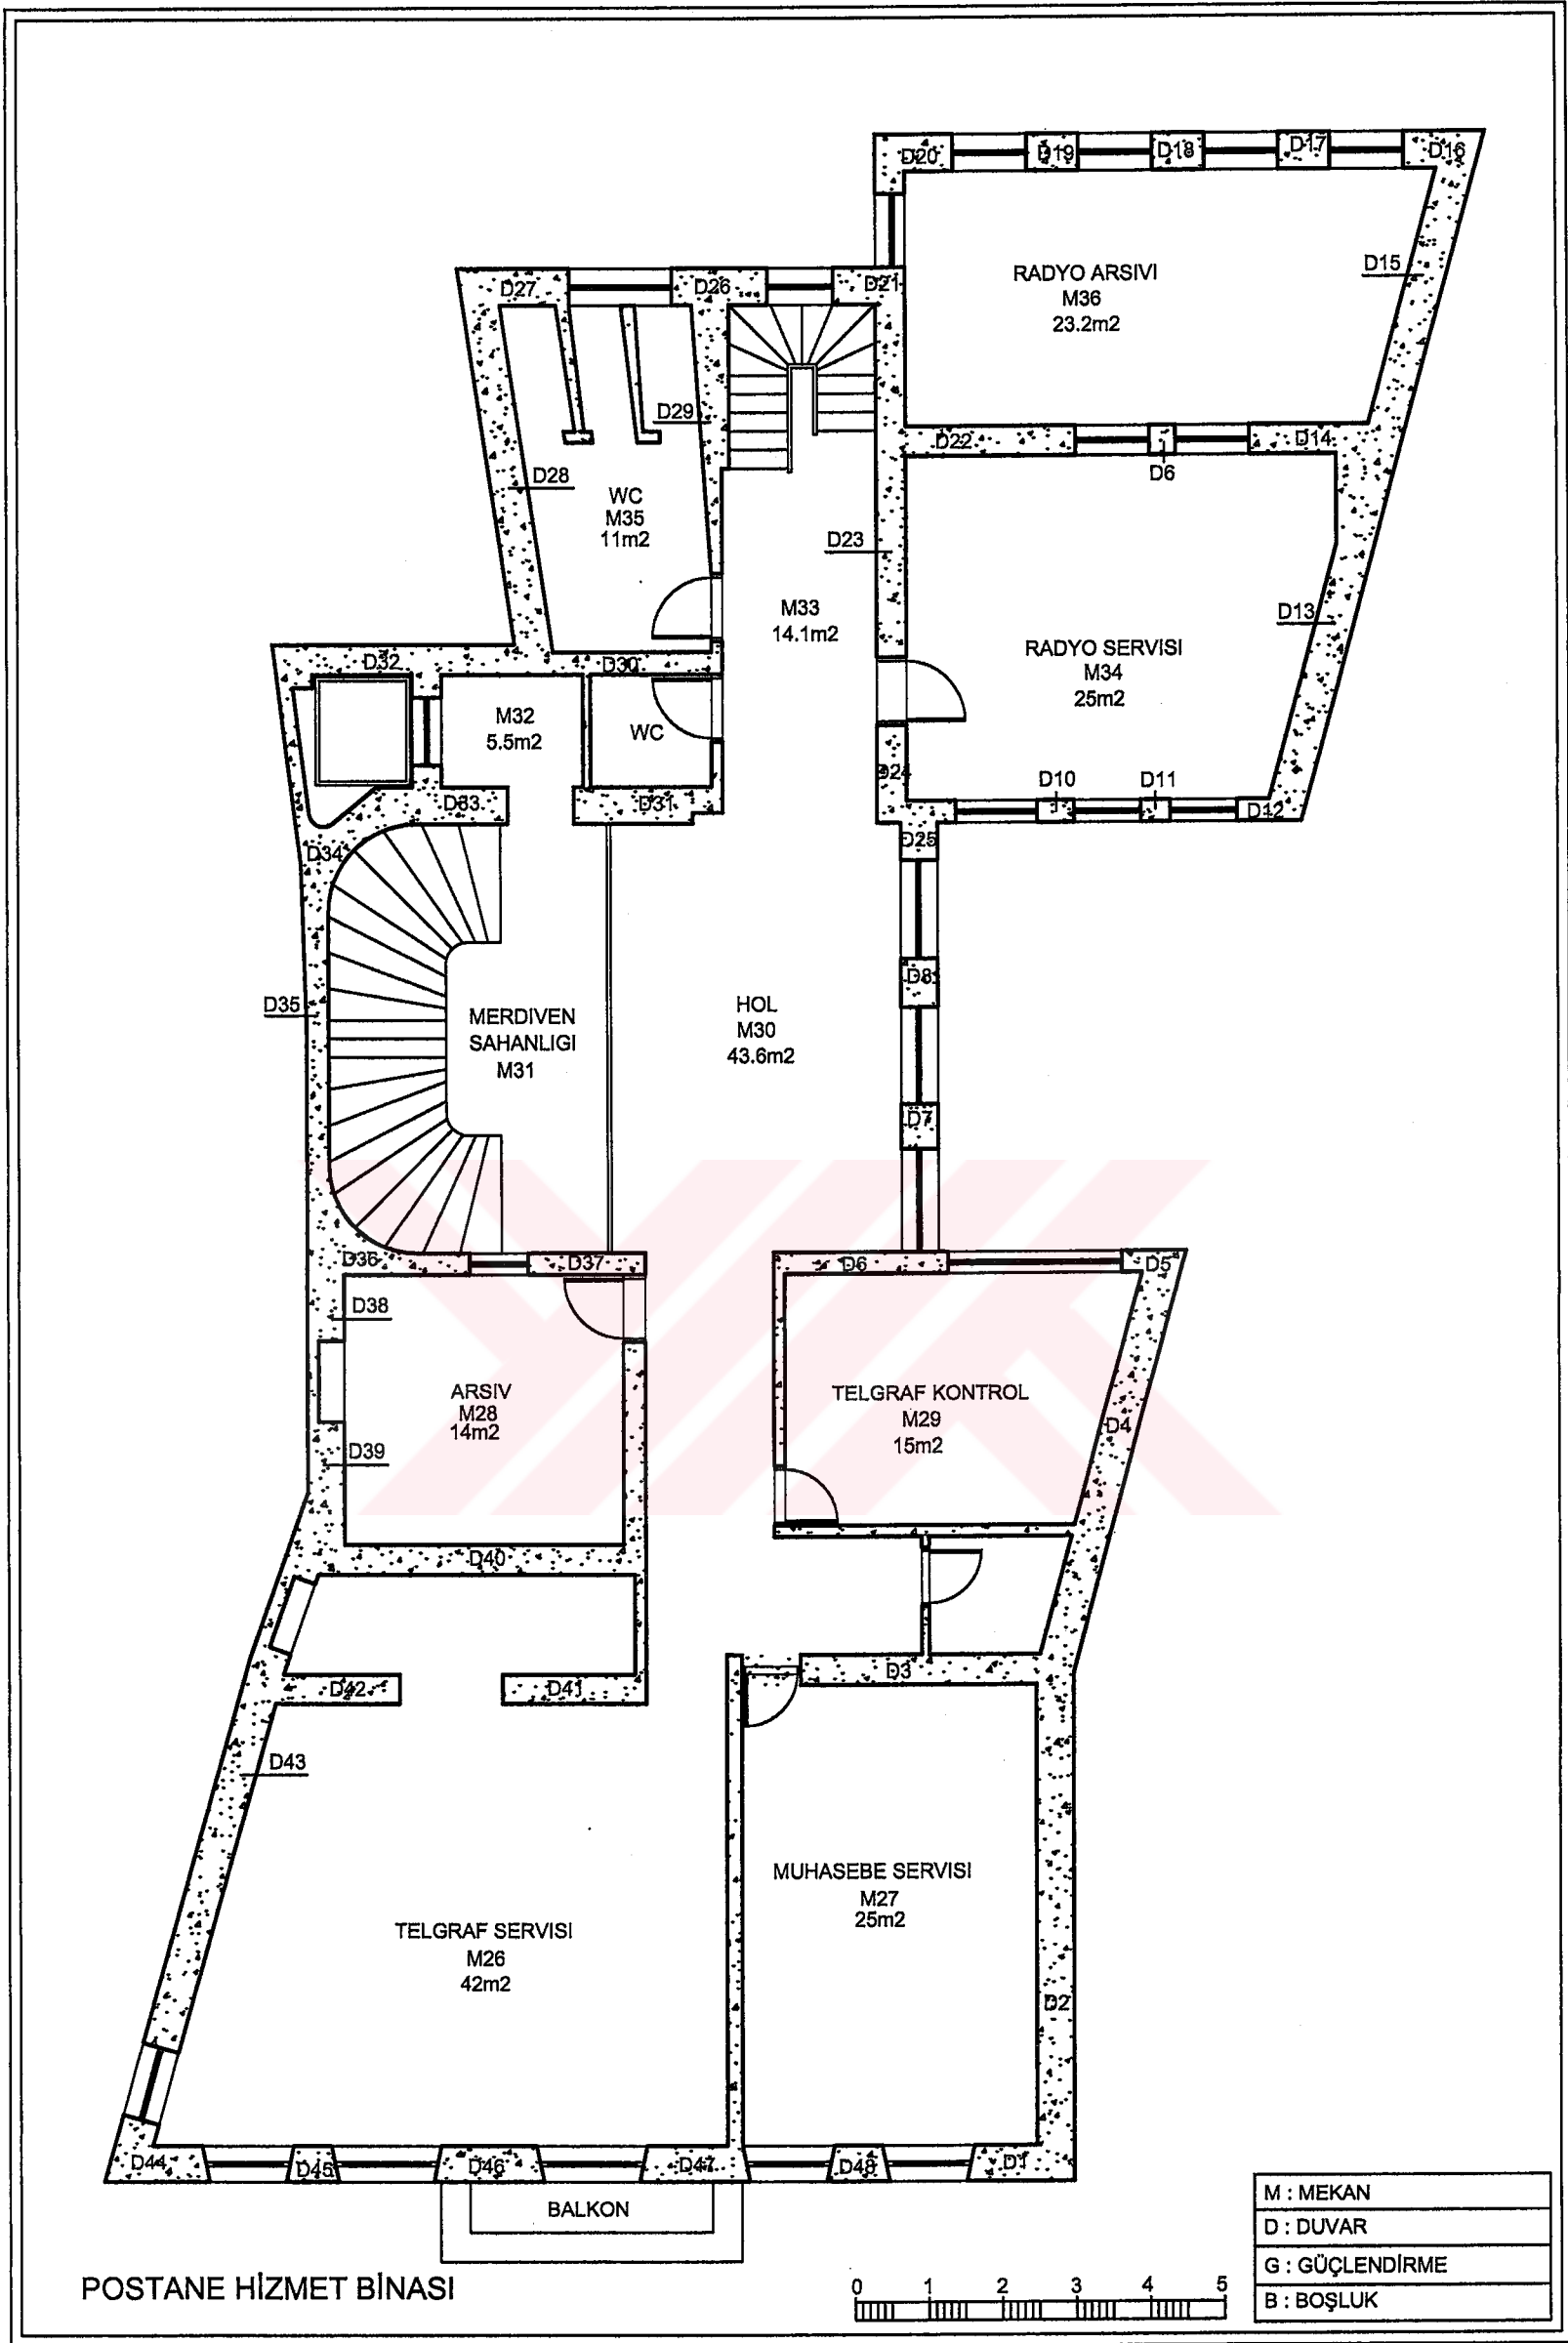 D20
D19
D18
D17
D16
RADYO ARSIVI
M36
23.2m2
D15
D27
D26
D21
D29
D22
D14
D6
D28
WC
M35
11m2
D23
M33
14.1m2
D13
RADYO SERVISI
M34
25m2
D32
D30
M32
5.5m2
WC
D24
D10
D11
D12
D33
D31
D25
D34
D8
D35
MERDIVEN
SAHANLIGI
M31
HOL
M30
43.6m2
D7
D36
D37
D6
D5
D38
ARSIV
M28
14m2
TELGRAF KONTROL
M29
15m2
D4
D39
D40
D3
D42
D41
D43
MUHASEBE SERVISI
M27
25m2
TELGRAF SERVISI
M26
42m2
D2
D44
D45
D46
D47
D48
D1
BALKON
M : MEKAN
D : DUVAR
G : GÜÇLENDİRME
B : BOŞLUK
POSTANE HİZMET BİNASI
0 1 2 3 4 5